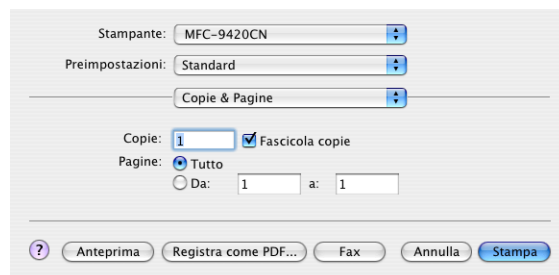 Stampante: MFC-9420CN
Preimpostazioni: Standard
Copie & Pagine
Copie: 1 Fascicola copie
Pagine: Tutto
Da: 1 a: 1
? Anteprima Registra come PDF... Fax Annulla Stampa